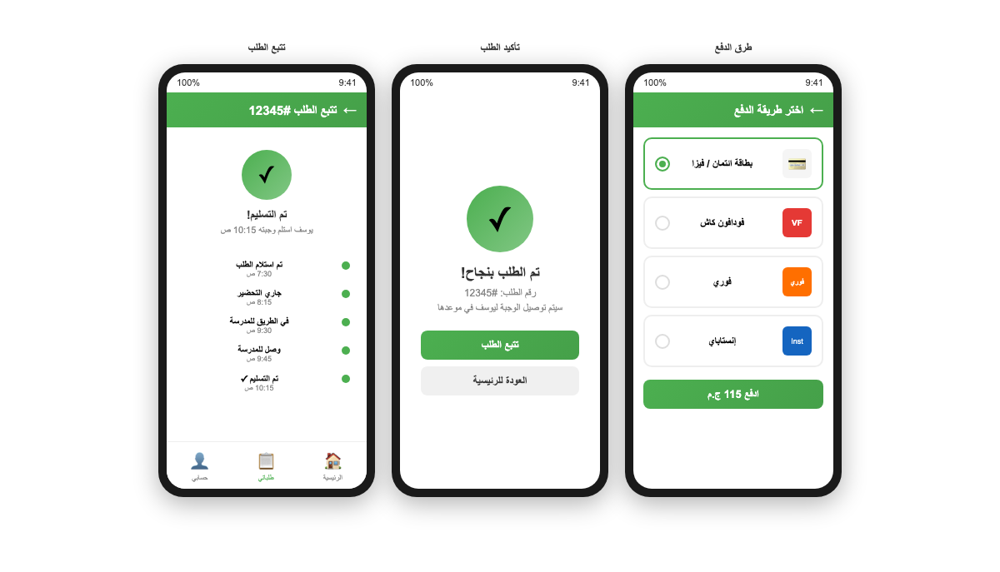 طرق الدفع
9:41
100%
← اختر طريقة الدفع
بطاقة ائتمان / فيزا
VF
فودافون كاش
فوري
فوري
Inst
إنستاباي
ادفع 115 ج.م
تأكيد الطلب
9:41
100%
✓
تم الطلب بنجاح!
رقم الطلب: #12345
سيتم توصيل الوجبة ليوسف في موعدها
تتبع الطلب
العودة للرئيسية
تتبع الطلب
9:41
100%
← تتبع الطلب #12345
✓
تم التسليم!
يوسف استلم وجبته 10:15 ص
تم استلام الطلب
7:30 ص
جاري التحضير
8:15 ص
في الطريق للمدرسة
9:30 ص
وصل للمدرسة
9:45 ص
تم التسليم ✓
10:15 ص
الرئيسية
طلباتي
حسابي